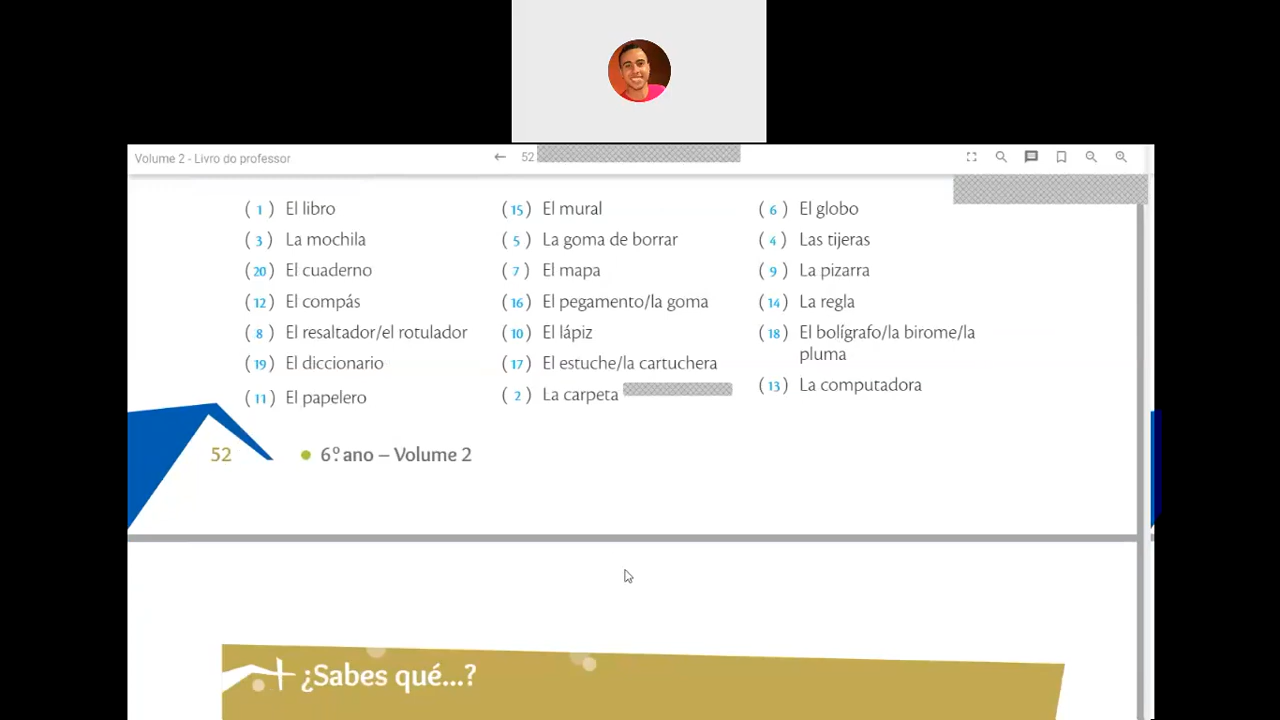 Volume 2 - Livro do professor
52
( 1 ) El libro
( 3 ) La mochila
( 20 ) El cuaderno
( 12 ) El compás
( 8 ) El resaltador/el rotulador
( 19 ) El diccionario
( 11 ) El papelero
( 15 ) El mural
( 5 ) La goma de borrar
( 7 ) El mapa
( 16 ) El pegamento/la goma
( 10 ) El lápiz
( 17 ) El estuche/la cartuchera
( 2 ) La carpeta
( 6 ) El globo
( 4 ) Las tijeras
( 9 ) La pizarra
( 14 ) La regla
( 18 ) El bolígrafo/la birome/la
pluma
( 13 ) La computadora
52 • 6º. ano – Volume 2
¿Sabes qué...?